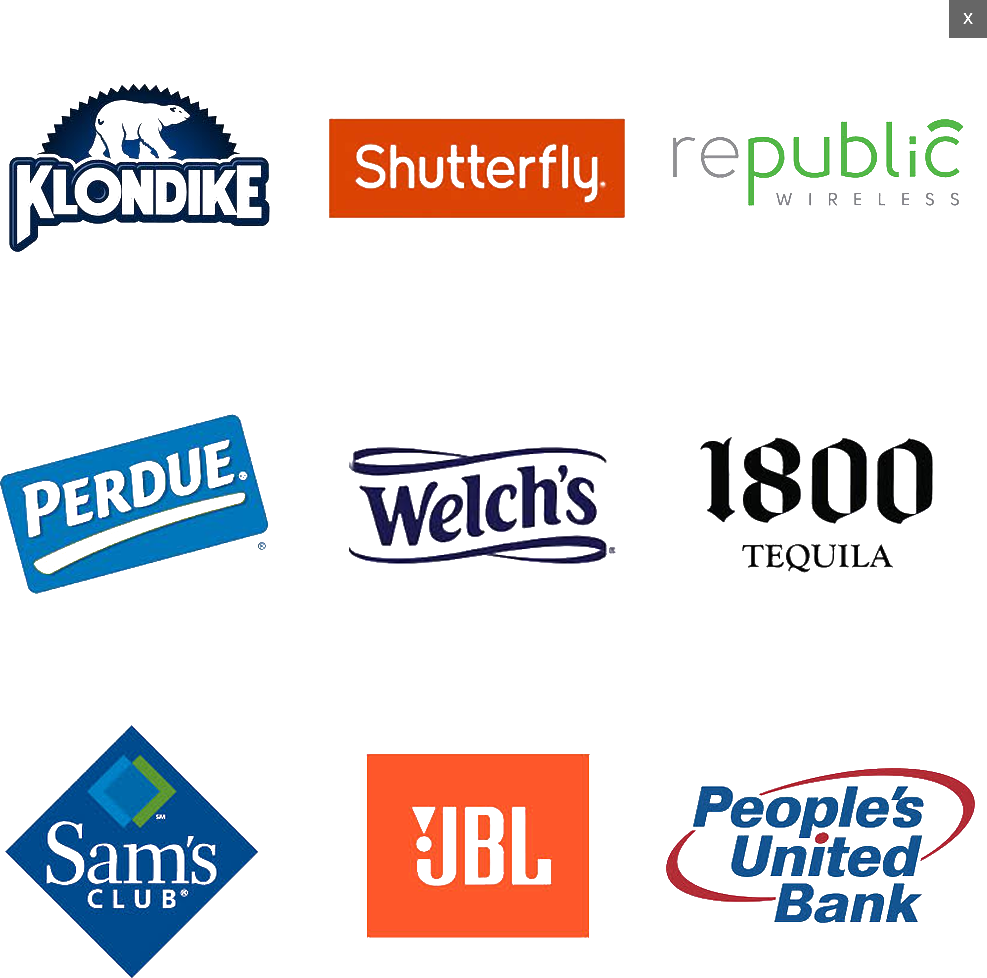 x
KLONDIKE
Shutterfly®
republic
WIRELESS
PERDUE®
®
Welch's®
1800
TEQUILA
Sam's
CLUB®
SM
JBL
People's
United
Bank